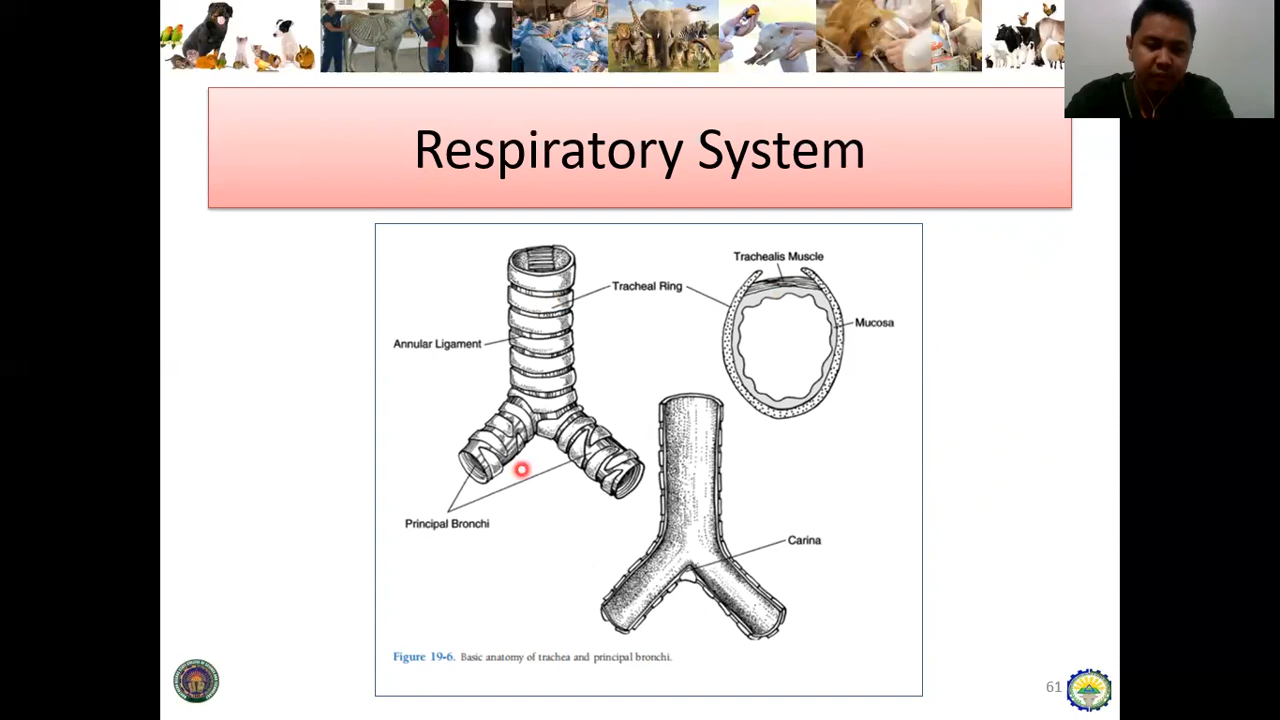 Respiratory System
Trachealis Muscle
Tracheal Ring
Mucosa
Annular Ligament
Principal Bronchi
Carina
Figure 19-6. Basic anatomy of trachea and principal bronchi.
61